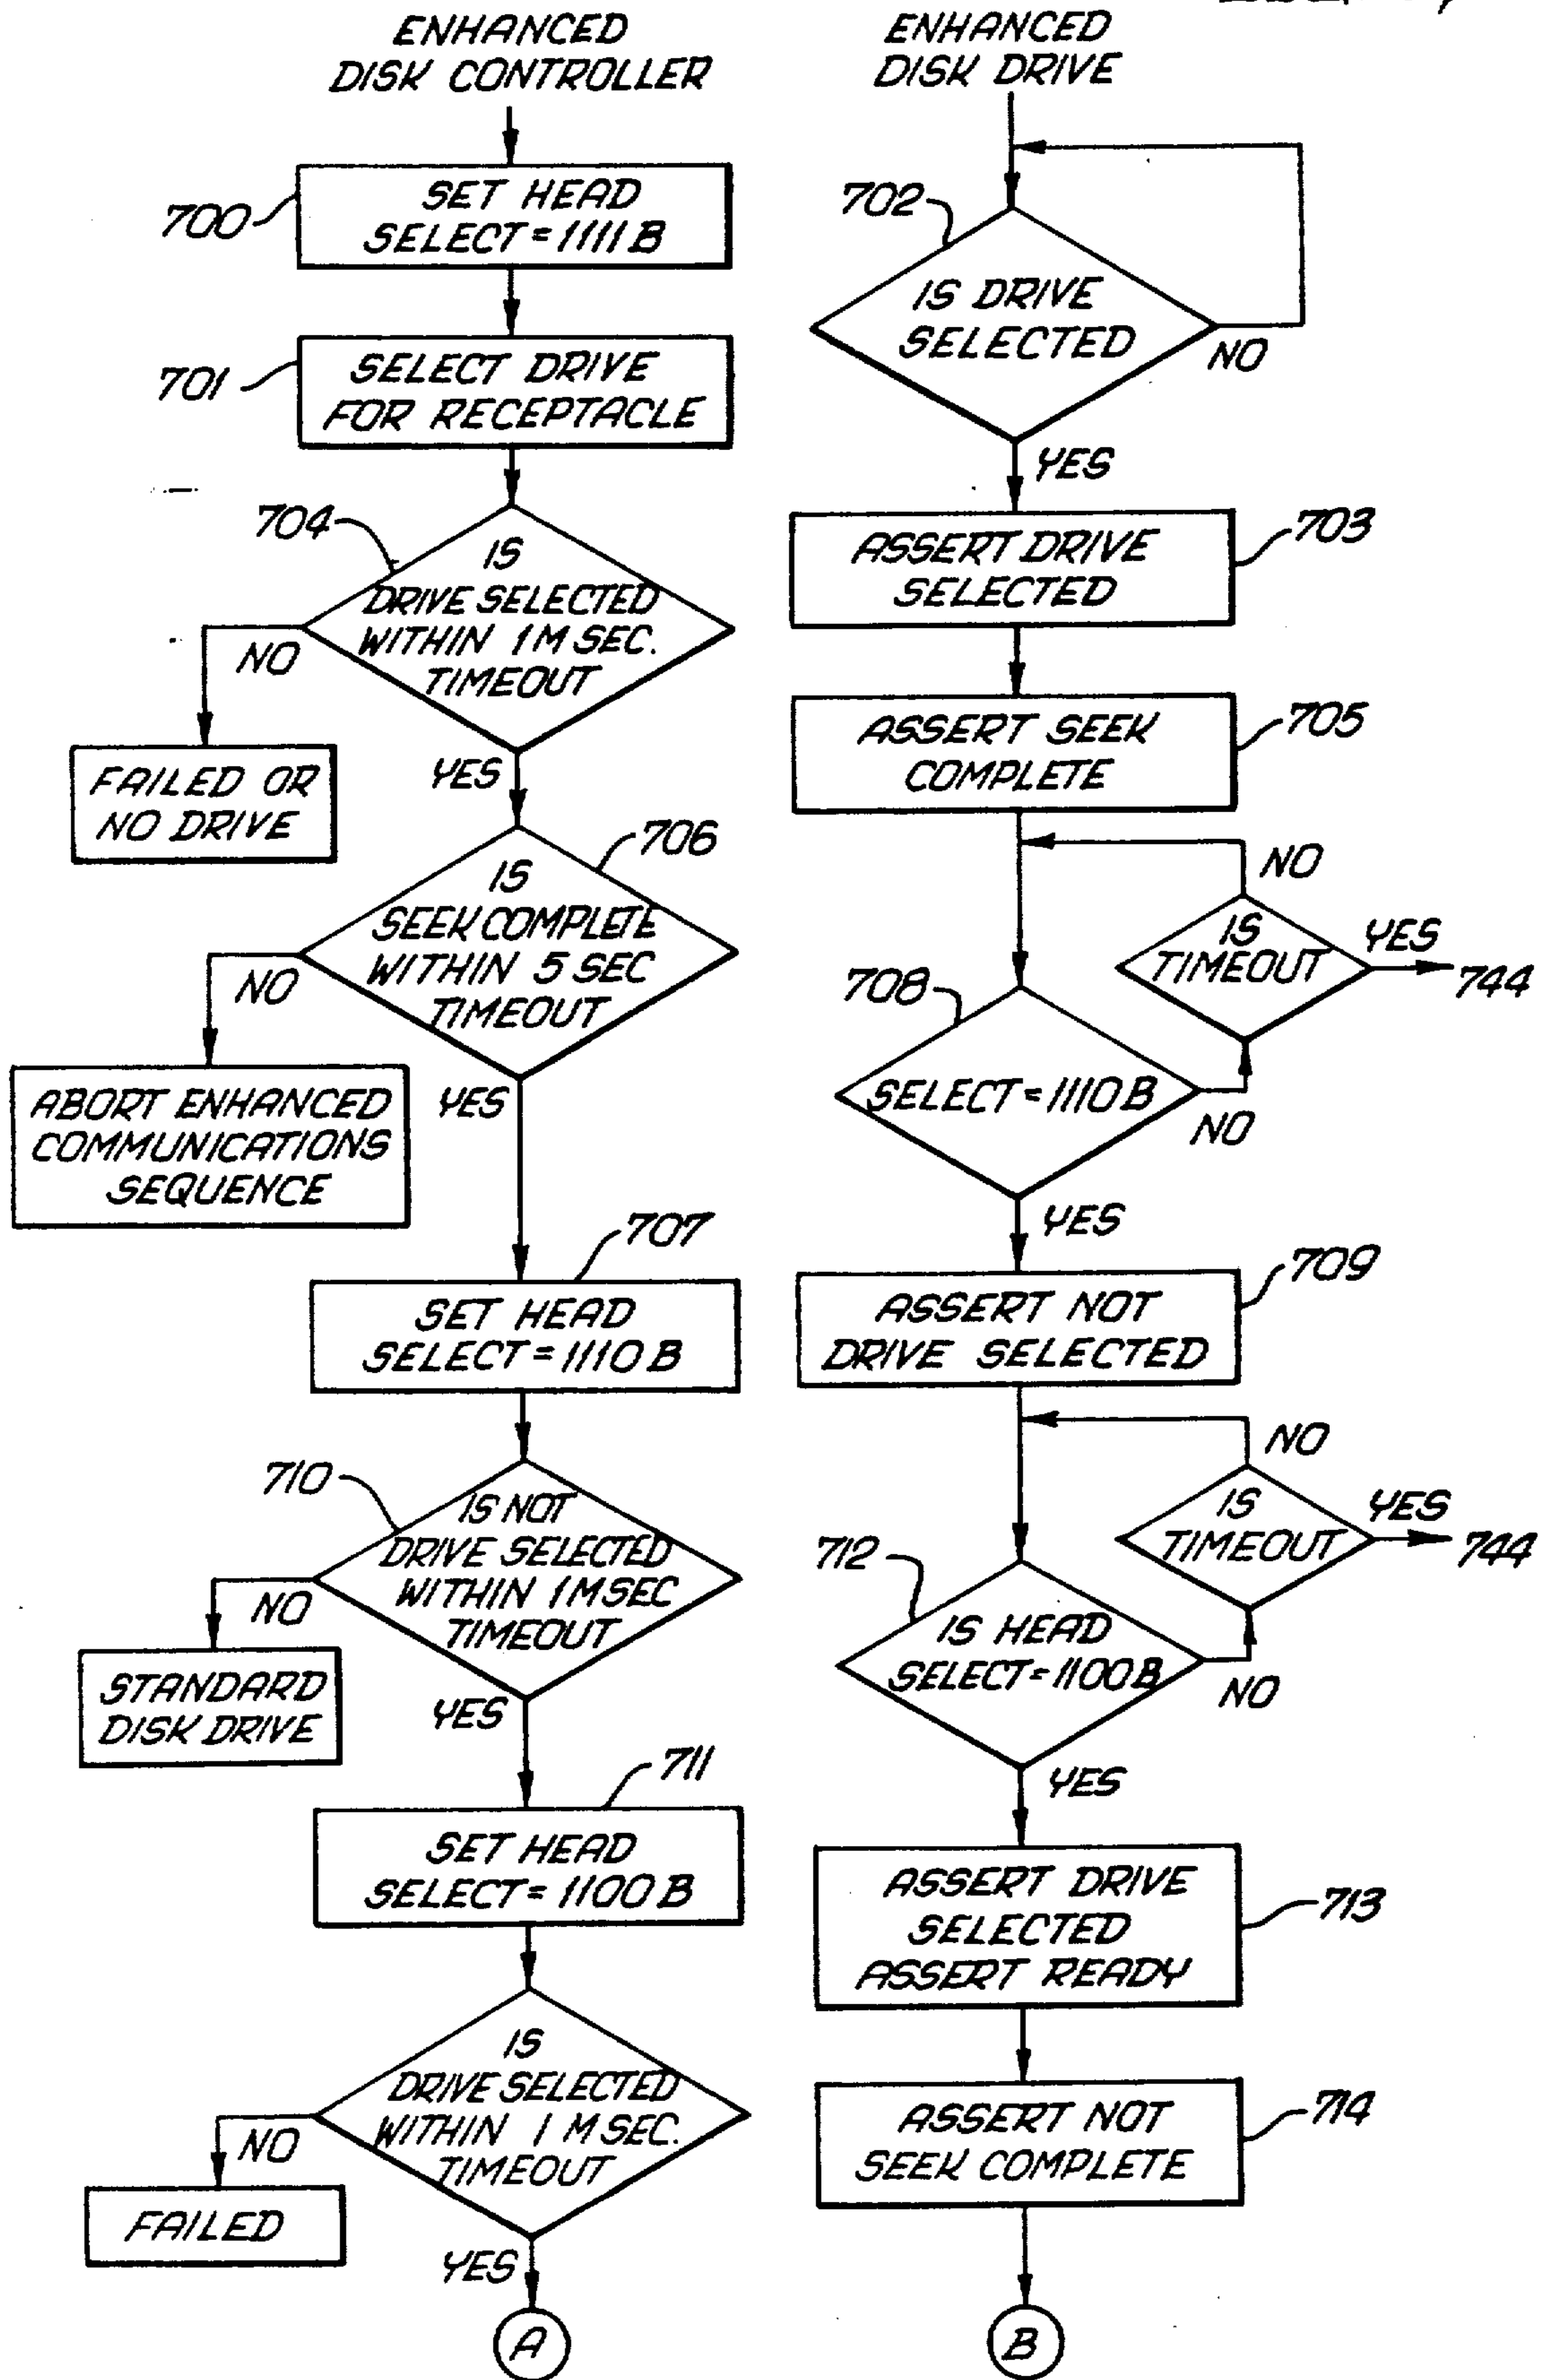 ENHANCED
DISK CONTROLLER
700
SET HEAD
SELECT = 1111 B
701
SELECT DRIVE
FOR RECEPTACLE
704
IS
DRIVE SELECTED
WITHIN 1 M SEC.
TIMEOUT
NO
FAILED OR
NO DRIVE
YES
706
IS
SEEK COMPLETE
WITHIN 5 SEC
TIMEOUT
NO
ABORT ENHANCED
COMMUNICATIONS
SEQUENCE
YES
707
SET HEAD
SELECT = 1110 B
710
IS NOT
DRIVE SELECTED
WITHIN 1 MSEC
TIMEOUT
NO
STANDARD
DISK DRIVE
YES
711
SET HEAD
SELECT = 1100 B
IS
DRIVE SELECTED
WITHIN 1 M SEC.
TIMEOUT
NO
FAILED
YES
A
ENHANCED
DISK DRIVE
702
IS DRIVE
SELECTED
NO
YES
703
ASSERT DRIVE
SELECTED
705
ASSERT SEEK
COMPLETE
NO
IS
TIMEOUT
YES
744
708
SELECT = 1110 B
NO
YES
709
ASSERT NOT
DRIVE SELECTED
NO
IS
TIMEOUT
YES
744
712
IS HEAD
SELECT = 1100 B
NO
YES
713
ASSERT DRIVE
SELECTED
ASSERT READY
714
ASSERT NOT
SEEK COMPLETE
B